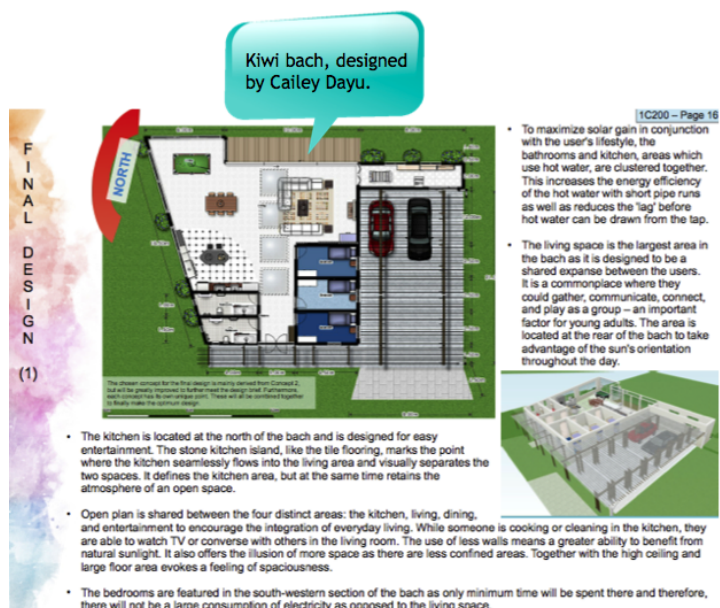 Kiwi bach, designed
by Cailey Dayu.
1C200 – Page 16
FINAL DESIGN
(1)
NORTH
• To maximize solar gain in conjunction
with the user's lifestyle, the
bathrooms and kitchen, areas which
use hot water, are clustered together.
This increases the energy efficiency
of the hot water with short pipe runs
as well as reduces the 'lag' before
hot water can be drawn from the tap.
• The living space is the largest area in
the bach as it is designed to be a
shared expanse between the users.
It is a commonplace where they
could gather, communicate, connect,
and play as a group – an important
factor for young adults. The area is
located at the rear of the bach to take
advantage of the sun's orientation
throughout the day.
The chosen concept for the final design is mainly derived from Concept 2,
but will be greatly improved to further meet the design brief. Furthermore,
each concept has its own unique point. These will all be combined together
to finally make the optimum design.
• The kitchen is located at the north of the bach and is designed for easy
entertainment. The stone kitchen island, like the tile flooring, marks the point
where the kitchen seamlessly flows into the living area and visually separates the
two spaces. It defines the kitchen area, but at the same time retains the
atmosphere of an open space.
• Open plan is shared between the four distinct areas: the kitchen, living, dining,
and entertainment to encourage the integration of everyday living. While someone is cooking or cleaning in the kitchen, they
are able to watch TV or converse with others in the living room. The use of less walls means a greater ability to benefit from
natural sunlight. It also offers the illusion of more space as there are less confined areas. Together with the high ceiling and
large floor area evokes a feeling of spaciousness.
• The bedrooms are featured in the south-western section of the bach as only minimum time will be spent there and therefore,
there will not be a large consumption of electricity as opposed to the living space.